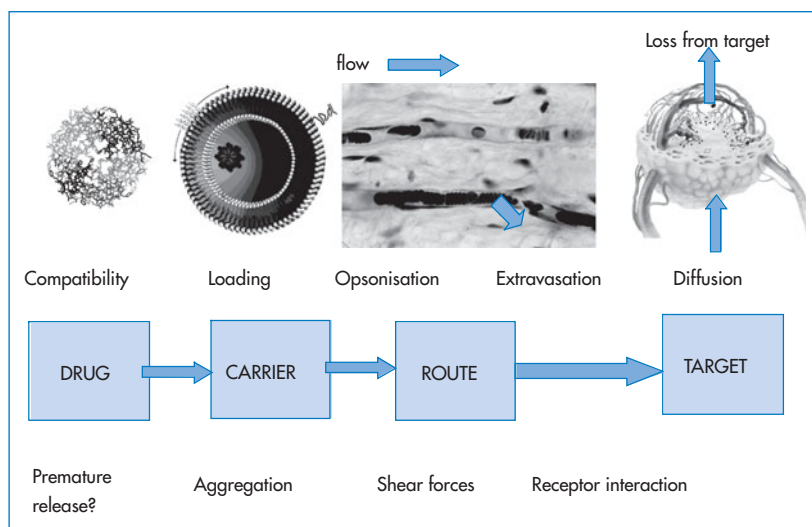 Loss from target
flow
Compatibility
Loading
Opsonisation
Extravasation
Diffusion
DRUG
CARRIER
ROUTE
TARGET
Premature
release?
Aggregation
Shear forces
Receptor interaction